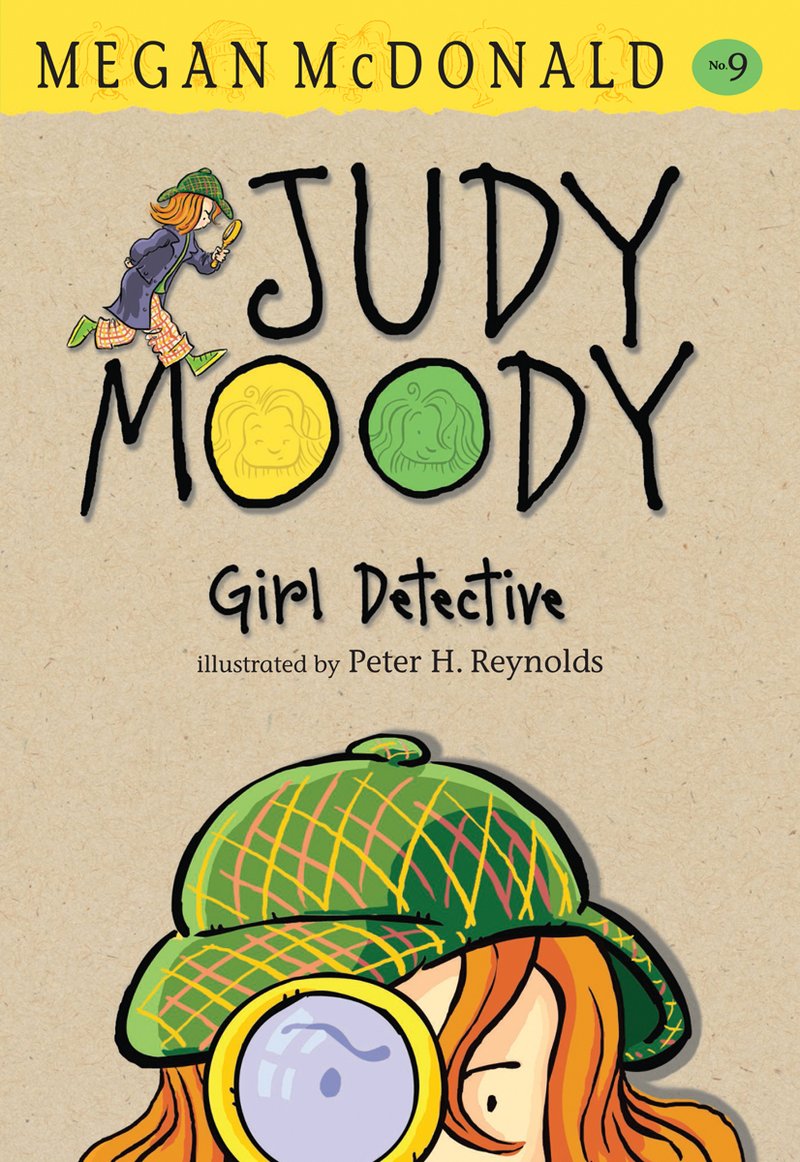 MEGAN McDONALD No.9
JUDY
MOODY
Girl Detective
illustrated by Peter H. Reynolds